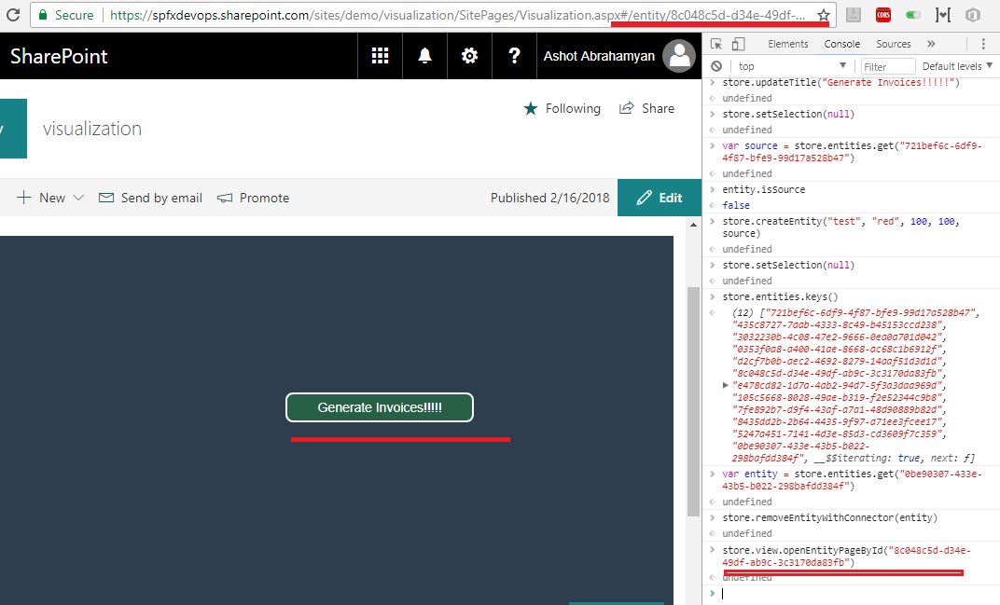 Secure
https://spfxdevops.sharepoint.com/sites/demo/visualization/SitePages/Visualization.aspx#/entity/8c048c5d-d34e-49df-...
CORS
SharePoint
?
Ashot Abrahamyan
Following
Share
visualization
New
Send by email
Promote
Published 2/16/2018
Edit
Generate Invoices!!!!!
Elements
Console
Sources
»
top
Filter
Default levels
store.updateTitle("Generate Invoices!!!!!")
undefined
store.setSelection(null)
undefined
var source = store.entities.get("721bef6c-6df9-
4f87-bfe9-99d17a528b47")
undefined
entity.isSource
false
store.createEntity("test", "red", 100, 100,
source)
undefined
store.setSelection(null)
undefined
store.entities.keys()
(12) ["721bef6c-6df9-4f87-bfe9-99d17a528b47",
"435c8727-7aab-4333-8c49-b45153ccd238",
"3032230b-4c08-47e2-9666-0ea0a701d042",
"0353f0a8-a400-41ae-8668-ac68c1b6912f",
"d2cf7b0b-aec2-4692-8279-14aaf51d3d1d",
"8c048c5d-d34e-49df-ab9c-3c3170da83fb",
"e478cd82-1d7a-4ab2-94d7-5f3a3daa969d",
"105c5668-8028-49ae-b319-f2e52344c9b8",
"7fe892b7-d9f4-43af-a7a1-48d90889b82d",
"8435dd2b-2b64-4435-9f97-a71ee3fcee17",
"5247a451-7141-4d3e-85d3-cd3609f7c359",
"0be90307-433e-43b5-b022-
298bafdd384f", __$$iterating: true, next: ƒ]
var entity = store.entities.get("0be90307-433e-
43b5-b022-298bafdd384f")
undefined
store.removeEntityWithConnector(entity)
undefined
store.view.openEntityPageById("8c048c5d-d34e-
49df-ab9c-3c3170da83fb")
undefined